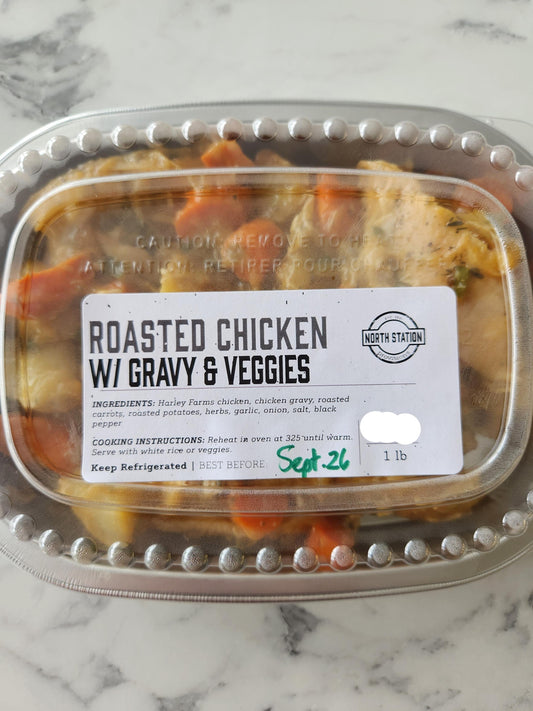 CAUTION: REMOVE TO HEAT
ATTENTION: RETIRER POUR CHAUFFER
ROASTED CHICKEN
W/ GRAVY & VEGGIES
NORTH STATION
INGREDIENTS: Harley Farms chicken, chicken gravy, roasted
carrots, roasted potatoes, herbs, garlic, onion, salt, black
pepper
COOKING INSTRUCTIONS: Reheat in oven at 325 until warm.
Serve with white rice or veggies.
Keep Refrigerated | BEST BEFORE: Sept. 26
1 lb